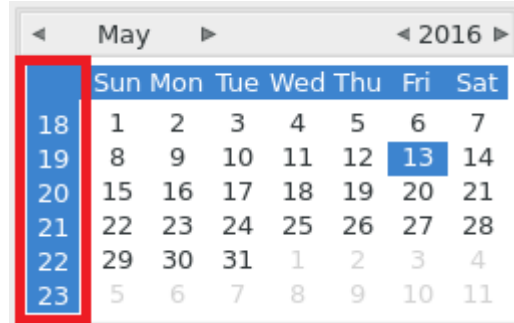 ◀ May ▶ ◀ 2016 ▶
Sun Mon Tue Wed Thu Fri Sat
18 1 2 3 4 5 6 7
19 8 9 10 11 12 13 14
20 15 16 17 18 19 20 21
21 22 23 24 25 26 27 28
22 29 30 31 1 2 3 4
23 5 6 7 8 9 10 11